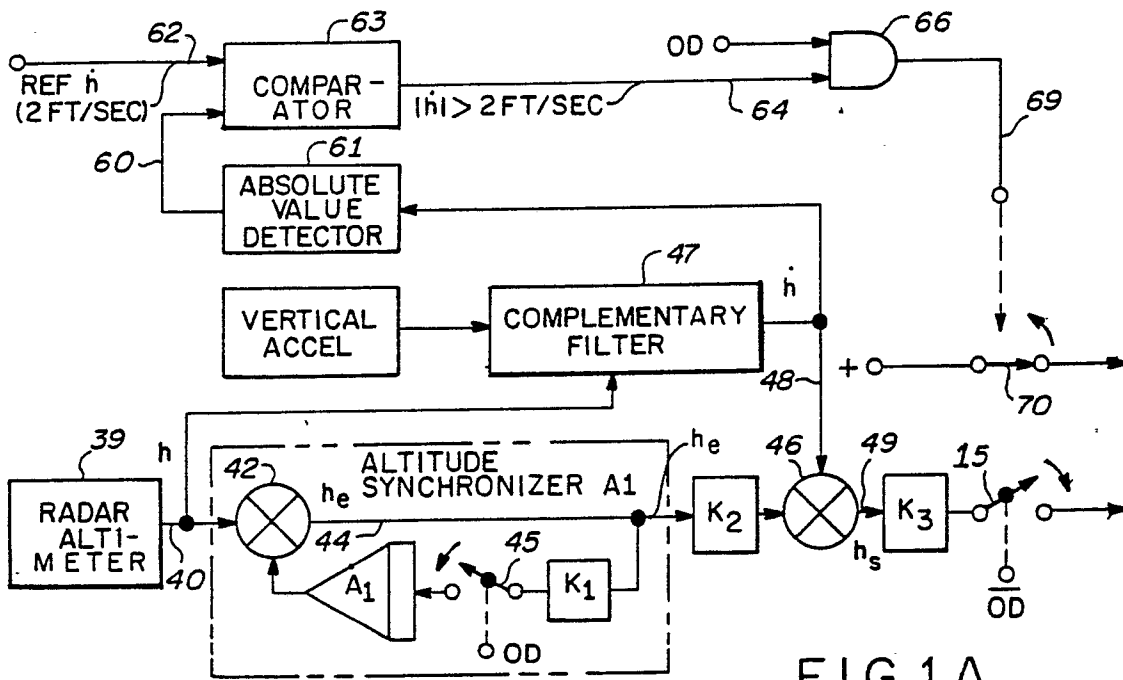 62
63
66
REF ḣ
(2 FT/SEC)
COMPAR-
ATOR
|ḣ| > 2 FT/SEC
OD
64
69
60
61
ABSOLUTE
VALUE
DETECTOR
47
ḣ
VERTICAL
ACCEL
COMPLEMENTARY
FILTER
48
+
70
39
h
RADAR
ALTI-
METER
40
42
ALTITUDE
SYNCHRONIZER A1
he
44
A1
45
K1
OD
he
K2
46
49
hs
K3
15
OD
FIG.1A